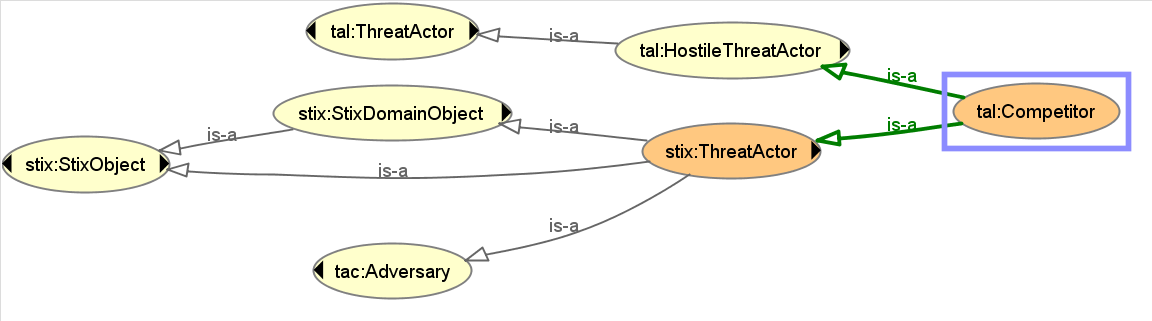 tal:ThreatActor
is-a
tal:HostileThreatActor
is-a
tal:Competitor
stix:StixDomainObject
is-a
is-a
is-a
stix:ThreatActor
stix:StixObject
is-a
is-a
tac:Adversary